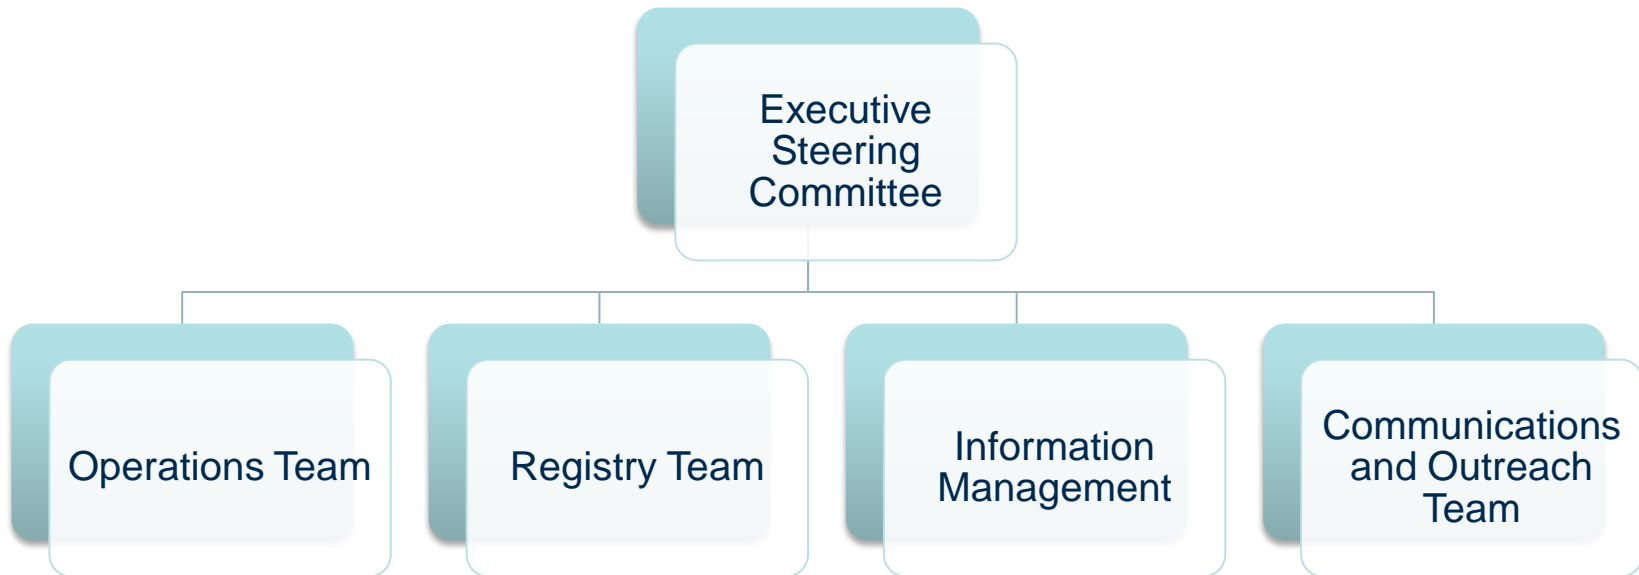 Executive
Steering
Committee
Operations Team
Registry Team
Information
Management
Communications
and Outreach
Team